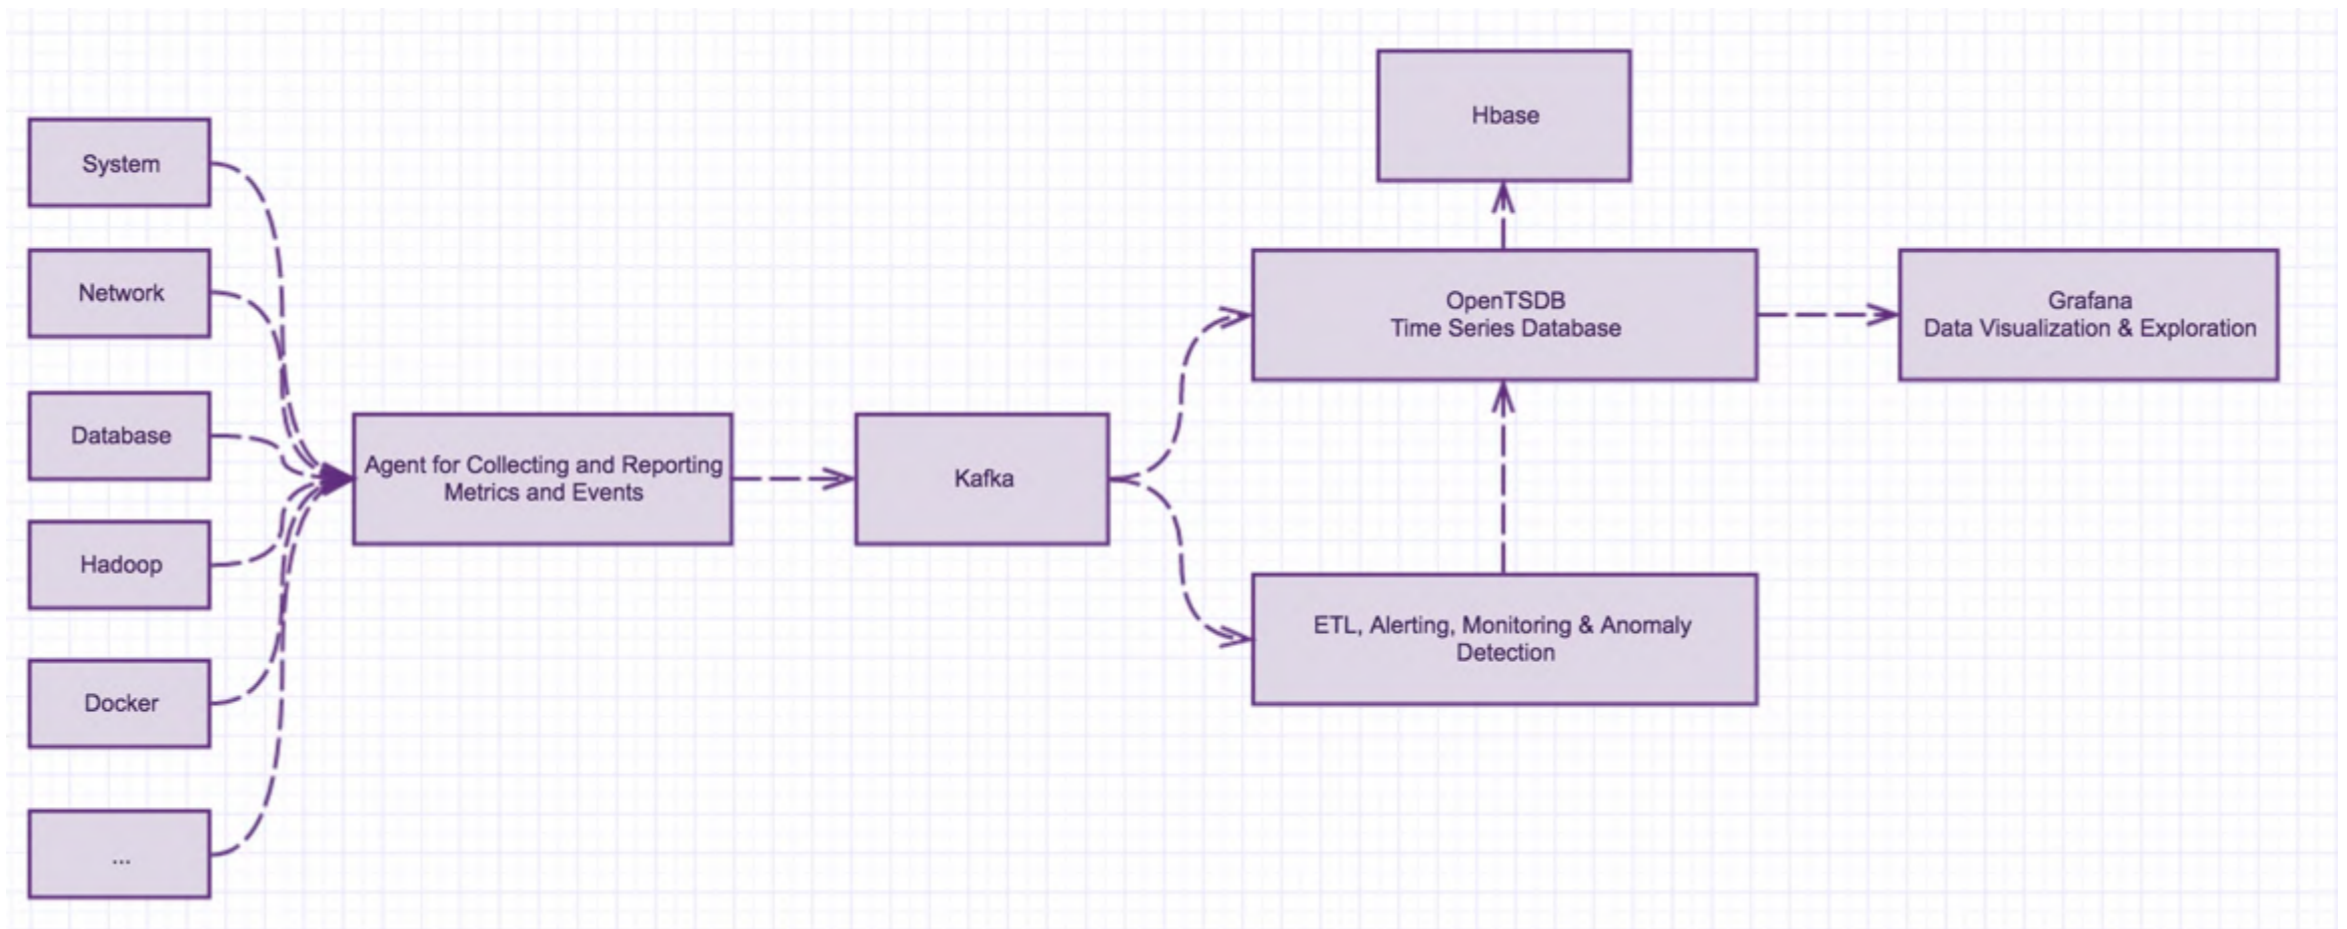 System
Network
Database
Hadoop
Docker
...
Agent for Collecting and Reporting
Metrics and Events
Kafka
Hbase
OpenTSDB
Time Series Database
ETL, Alerting, Monitoring & Anomaly
Detection
Grafana
Data Visualization & Exploration